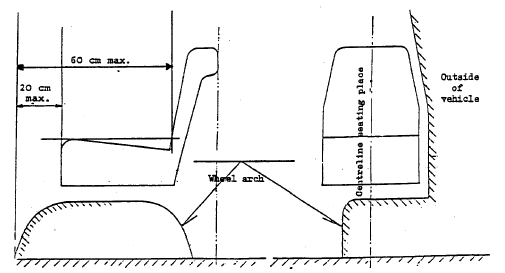 60 cm max.
20 cm
max.
Wheel arch
Centreline seating place
Outside
of
vehicle